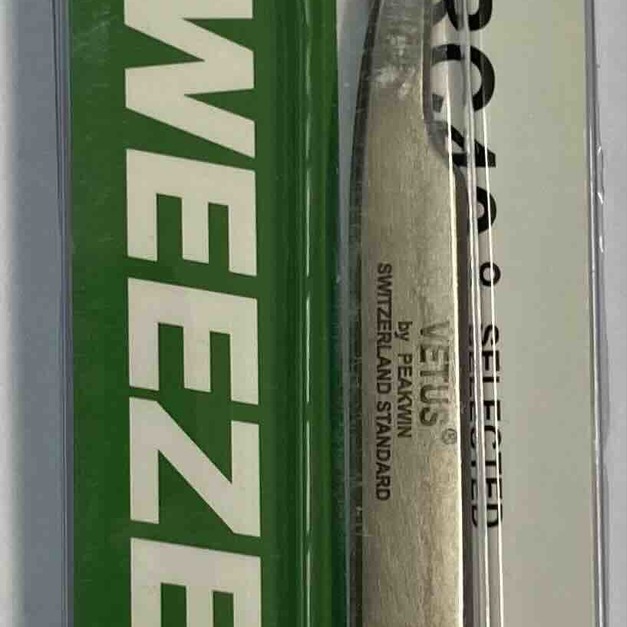 WEEZE
VETUS®
by PEAKWIN
SWITZERLAND STANDARD
SELECTED